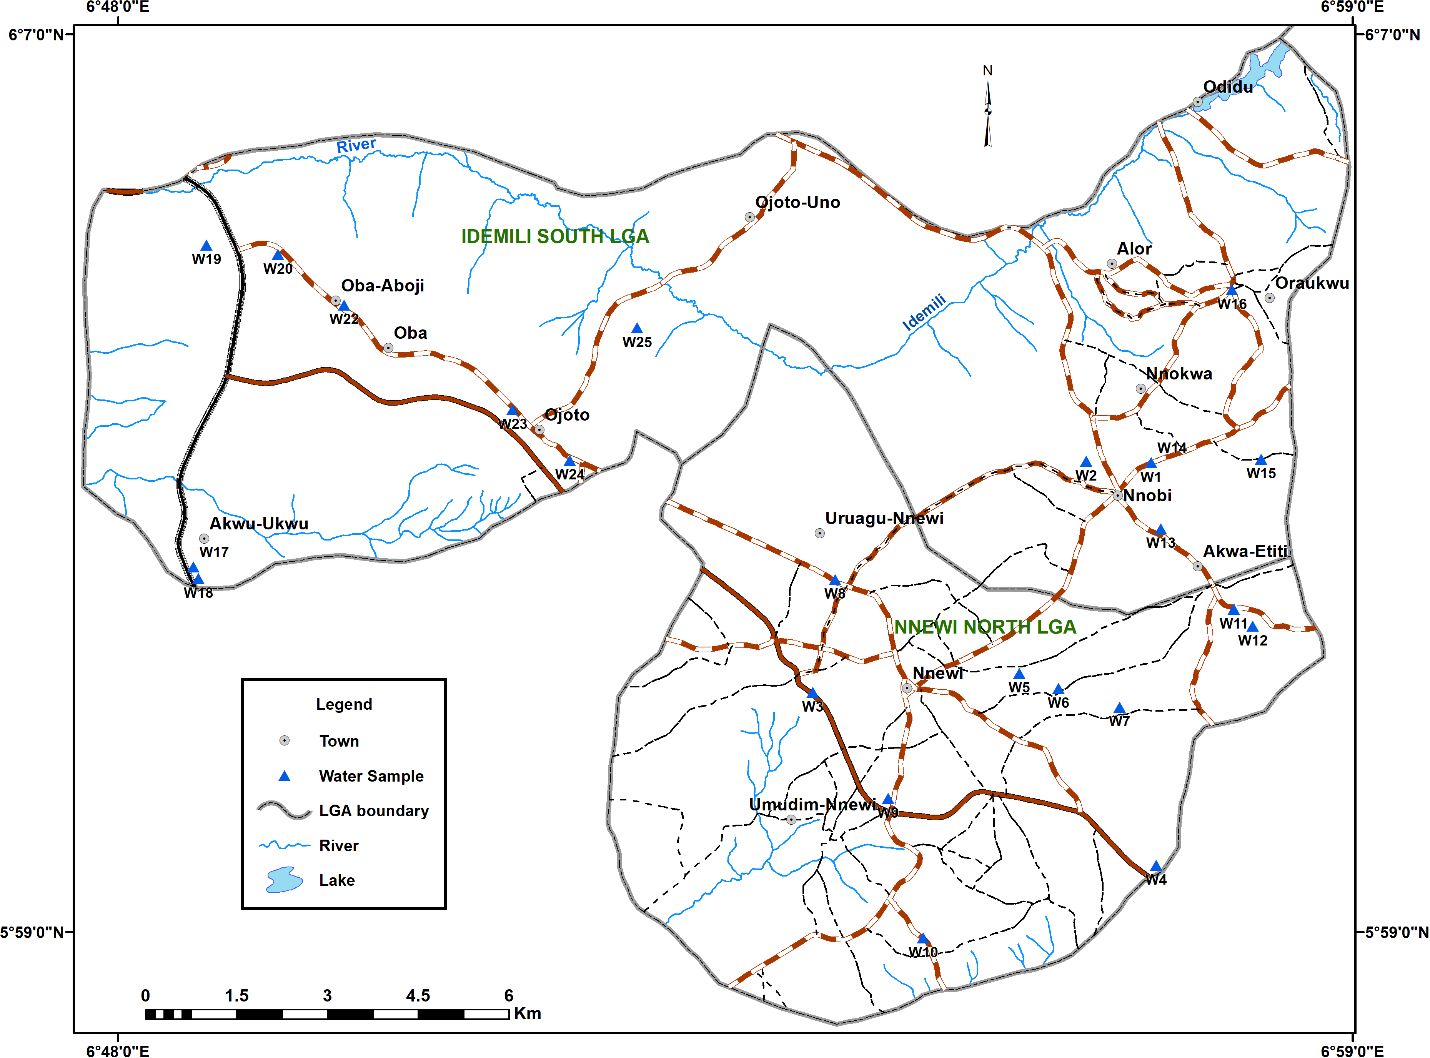 6°48'0"E
6°59'0"E
6°7'0"N
6°7'0"N
N
Odidu
River
Ojoto-Uno
IDEMILI SOUTH LGA
W19
W20
Alor
Oba-Aboji
Oraukwu
W16
W22
Idemili
Oba
W25
Nnokwa
Ojoto
W23
W14
W24
W2
W1
W15
Nnobi
Akwu-Ukwu
Uruagu-Nnewi
W13
W17
Akwa-Etiti
W18
W8
W11
NNEWI NORTH LGA
W12
Nnewi
W5
W6
W3
W7
Legend
Town
Water Sample
LGA boundary
River
Lake
Umudim-Nnewi
W9
W4
5°59'0"N
5°59'0"N
W10
0 1.5 3 4.5 6
Km
6°48'0"E
6°59'0"E